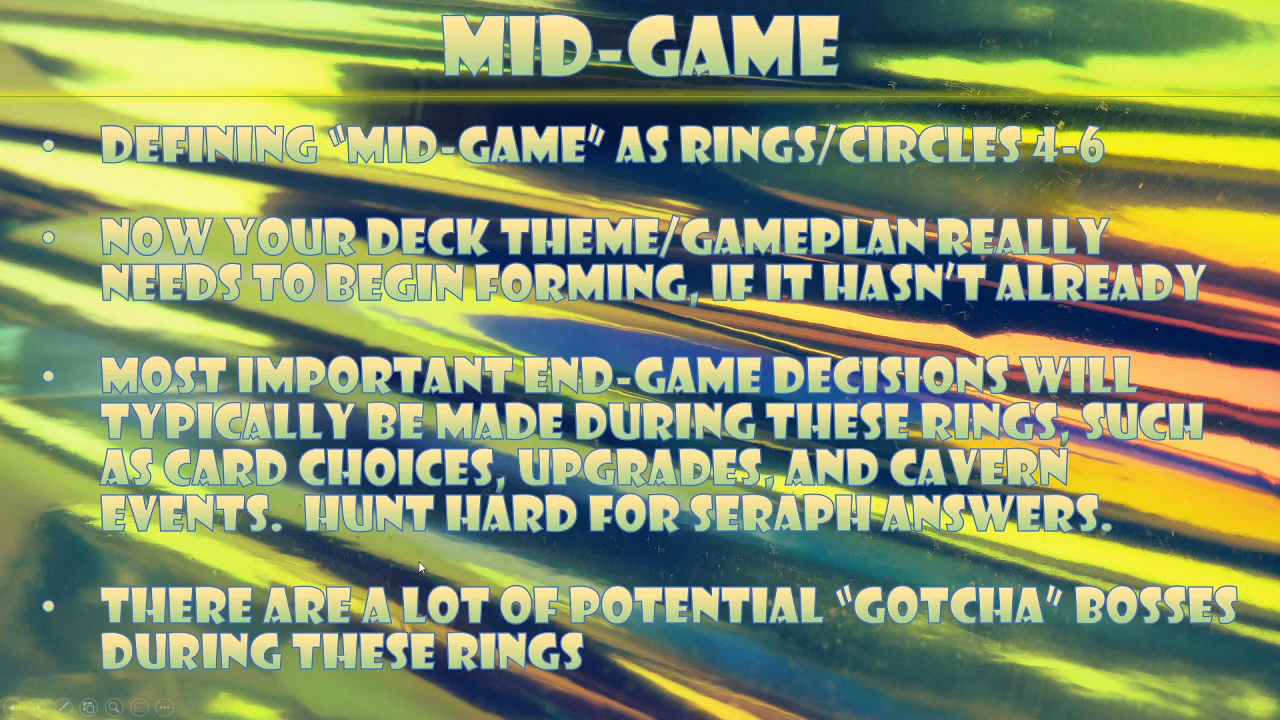 MID-GAME
• DEFINING "MID-GAME" AS RINGS/CIRCLES 4-6
• NOW YOUR DECK THEME/GAMEPLAN REALLY
NEEDS TO BEGIN FORMING, IF IT HASN'T ALREADY
• MOST IMPORTANT END-GAME DECISIONS WILL
TYPICALLY BE MADE DURING THESE RINGS, SUCH
AS CARD CHOICES, UPGRADES, AND CAVERN
EVENTS.  HUNT HARD FOR SERAPH ANSWERS.
• THERE ARE A LOT OF POTENTIAL "GOTCHA" BOSSES
DURING THESE RINGS